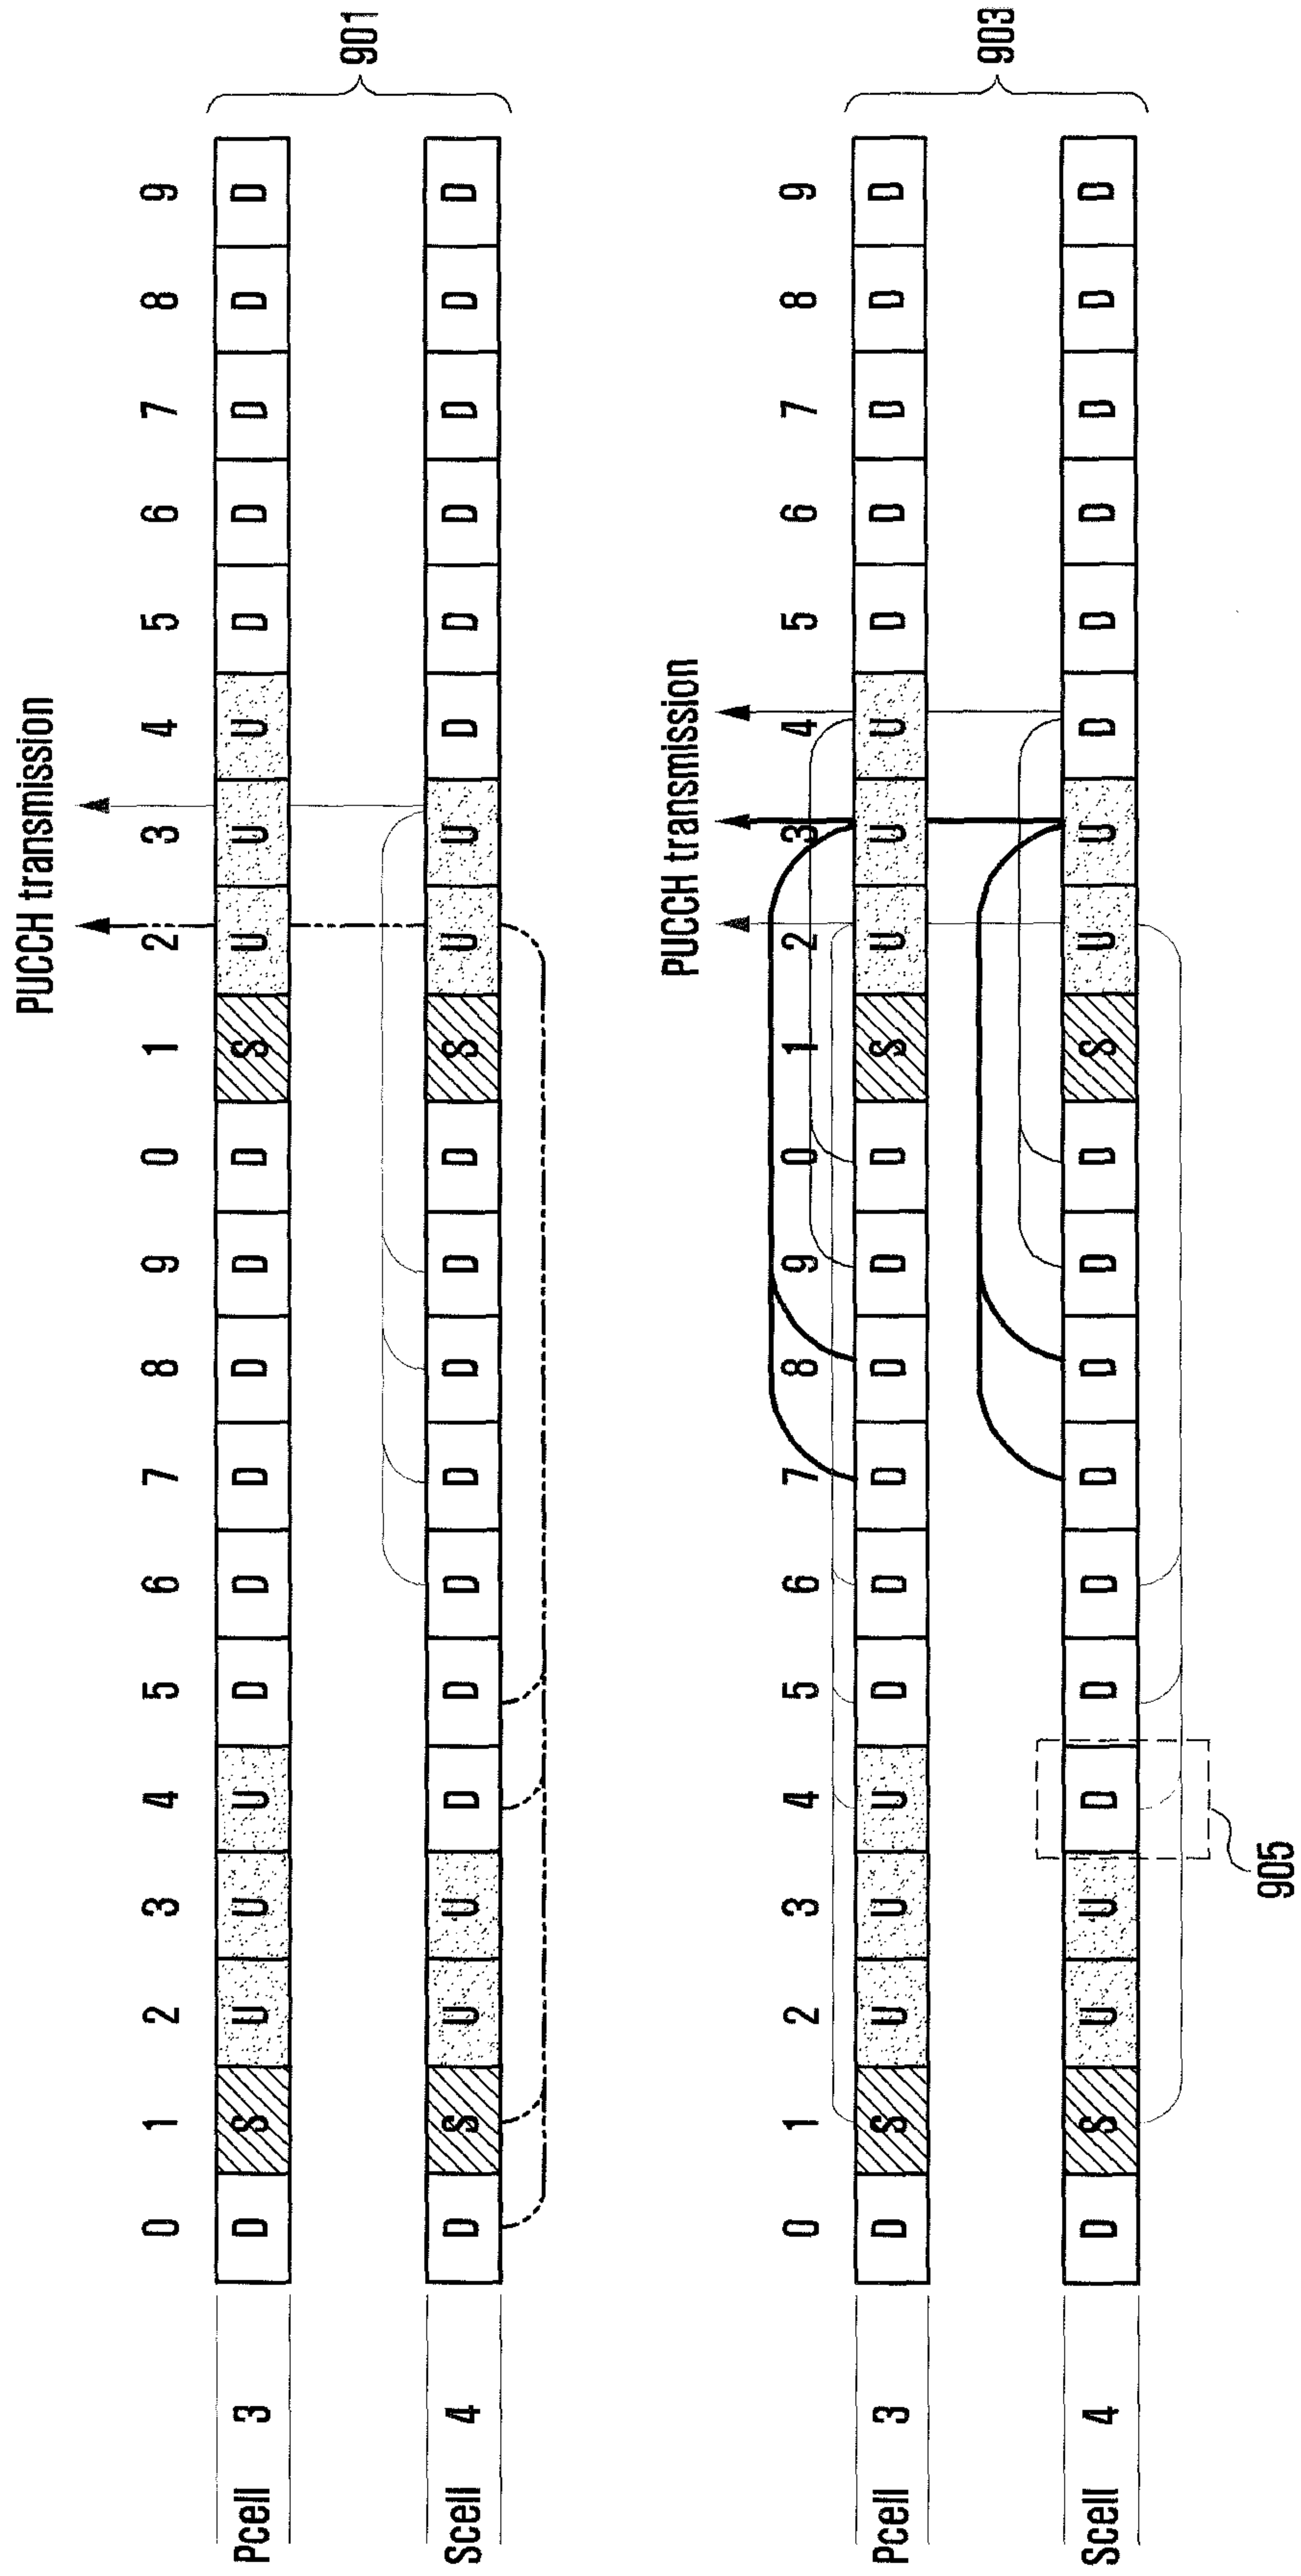 PUCCH transmission
0 1 2 3 4 5 6 7 8 9 0 1 2 3 4 5 6 7 8 9
Pcell 3 D S U U U D D D D D D S U U U D D D D D
Scell 4 D S U U D D D D D D D S U U D D D D D D
901
PUCCH transmission
0 1 2 3 4 5 6 7 8 9 0 1 2 3 4 5 6 7 8 9
Pcell 3 D S U U U D D D D D D S U U U D D D D D
Scell 4 D S U U D D D D D D D S U U D D D D D D
903
905